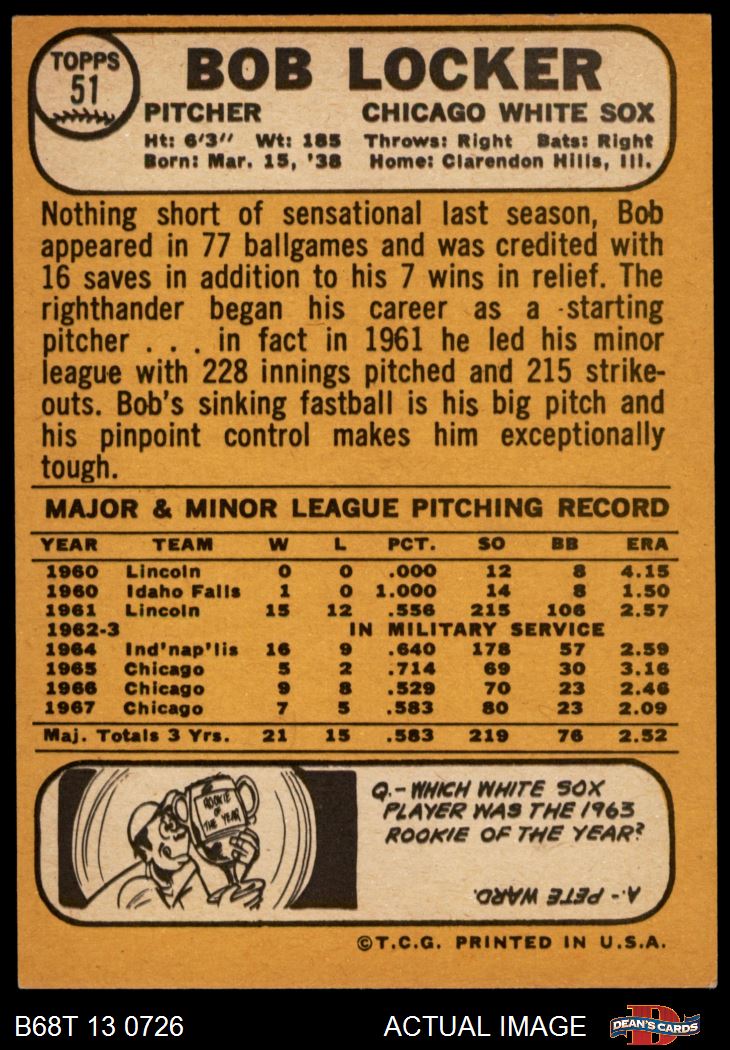 TOPPS
51
BOB LOCKER
PITCHER CHICAGO WHITE SOX
Ht: 6'3" Wt: 185 Throws: Right Bats: Right
Born: Mar. 15, '38 Home: Clarendon Hills, Ill.
Nothing short of sensational last season, Bob
appeared in 77 ballgames and was credited with
16 saves in addition to his 7 wins in relief. The
righthander began his career as a starting
pitcher . . . in fact in 1961 he led his minor
league with 228 innings pitched and 215 strike-
outs. Bob's sinking fastball is his big pitch and
his pinpoint control makes him exceptionally
tough.
MAJOR & MINOR LEAGUE PITCHING RECORD
YEAR TEAM W L PCT. SO BB ERA
1960 Lincoln 0 0 .000 12 8 4.15
1960 Idaho Falls 1 0 1.000 14 8 1.50
1961 Lincoln 15 12 .556 215 106 2.57
1962-3 IN MILITARY SERVICE
1964 Ind'nap'lis 16 9 .640 178 57 2.59
1965 Chicago 5 2 .714 69 30 3.16
1966 Chicago 9 8 .529 70 23 2.46
1967 Chicago 7 5 .583 80 23 2.09
Maj. Totals 3 Yrs. 21 15 .583 219 76 2.52
ROOKIE
OF
THE YEAR
Q.- WHICH WHITE SOX
PLAYER WAS THE 1963
ROOKIE OF THE YEAR?
A.- PETE WARD.
©T.C.G. PRINTED IN U.S.A.
B68T 13 0726 ACTUAL IMAGE
D
DEAN'S CARDS